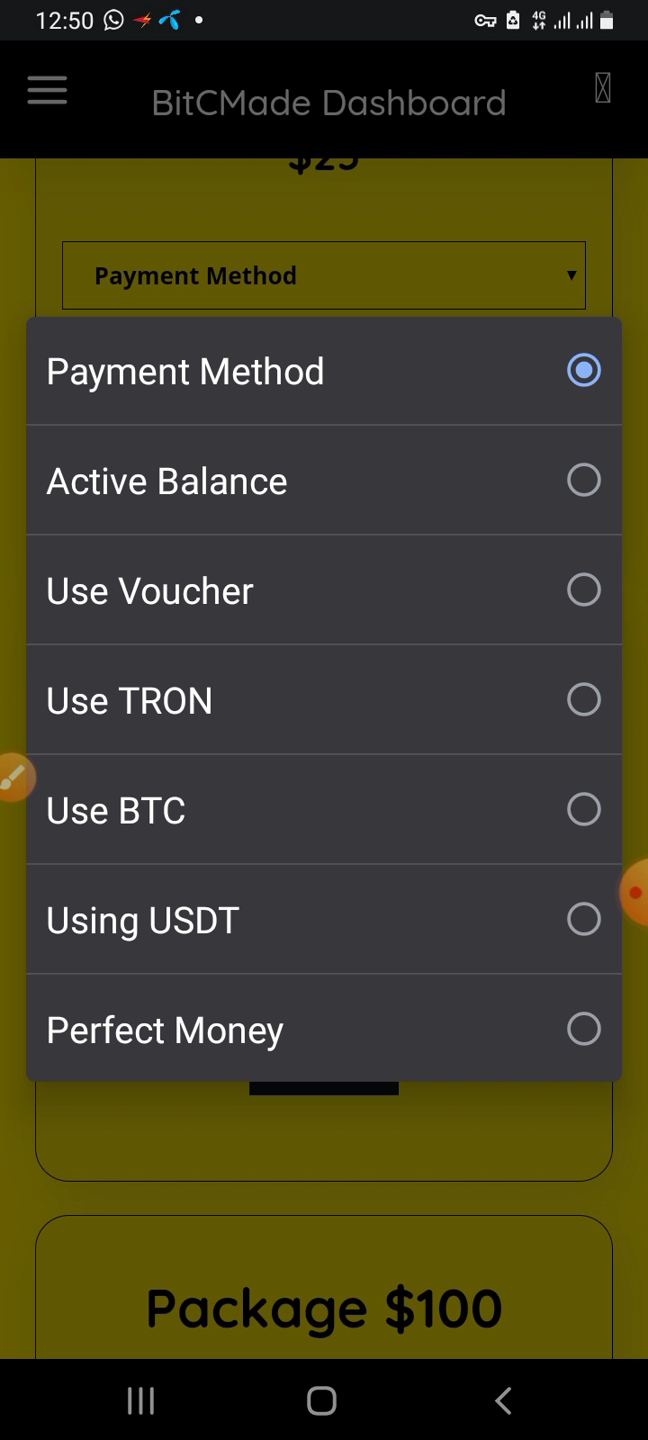 12:50
4G
BitCMade Dashboard
$25
Payment Method
Payment Method
Active Balance
Use Voucher
Use TRON
Use BTC
Using USDT
Perfect Money
Package $100